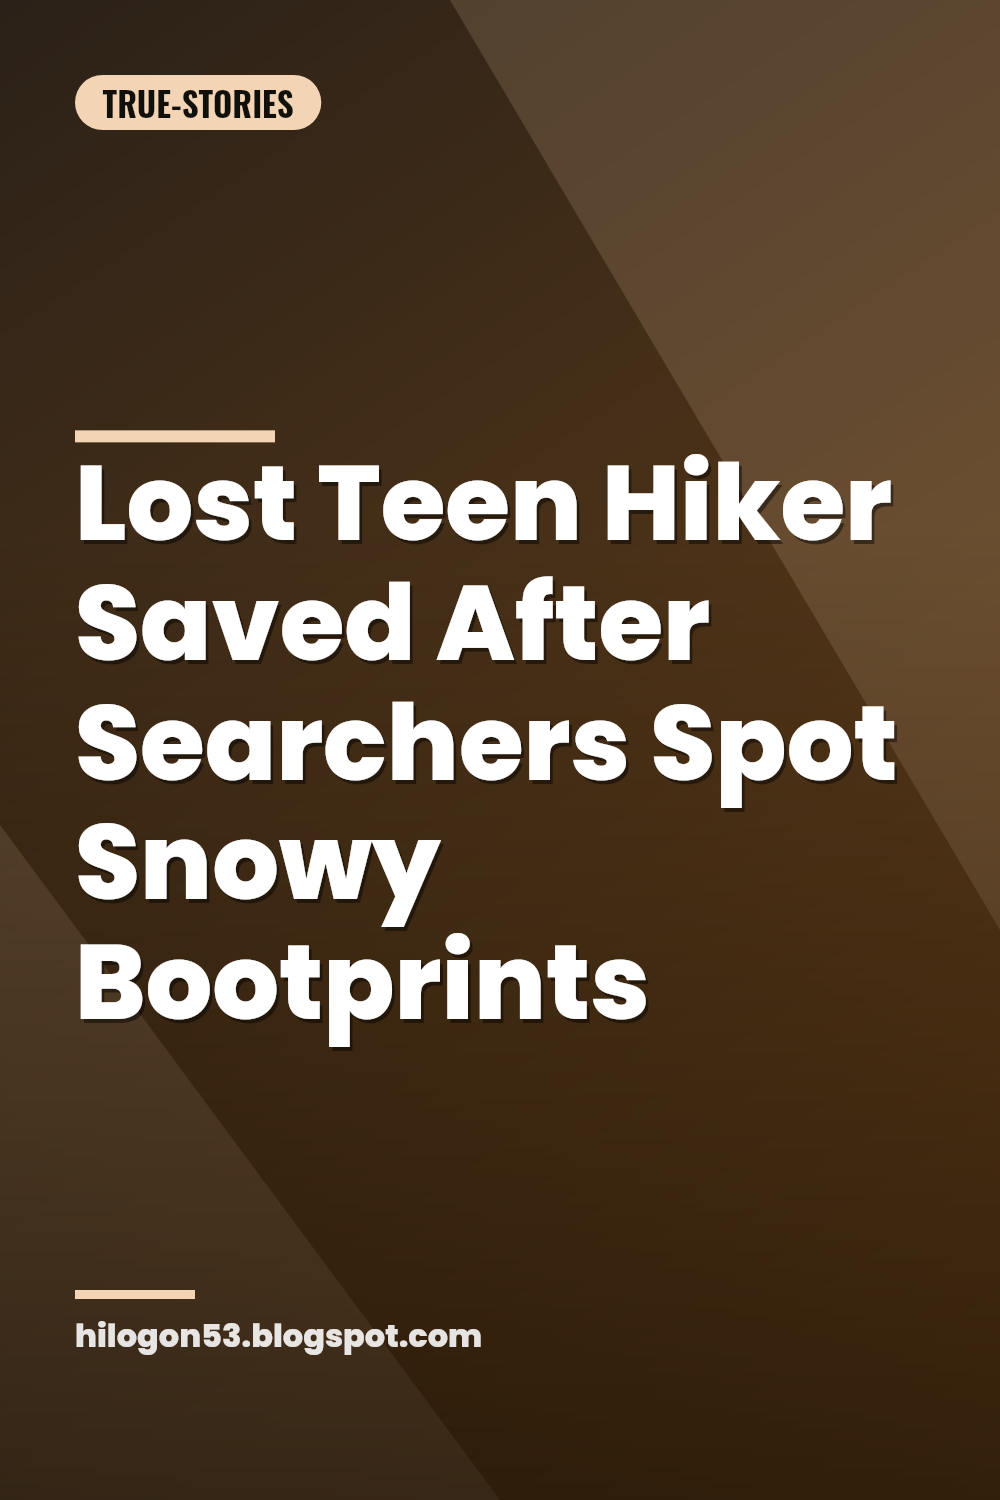 TRUE-STORIES
Lost Teen Hiker
Saved After
Searchers Spot
Snowy
Bootprints
hilogon53.blogspot.com